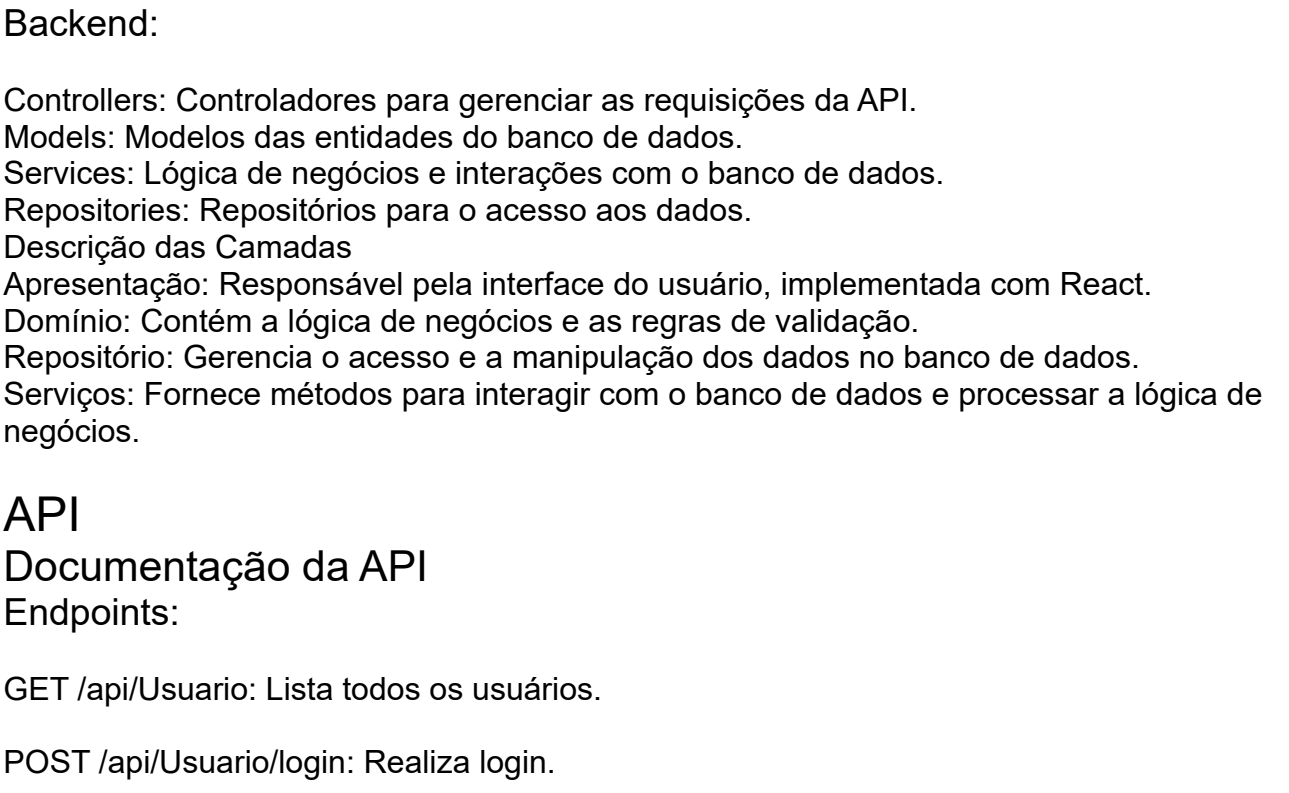 Backend:
Controllers: Controladores para gerenciar as requisições da API.
Models: Modelos das entidades do banco de dados.
Services: Lógica de negócios e interações com o banco de dados.
Repositories: Repositórios para o acesso aos dados.
Descrição das Camadas
Apresentação: Responsável pela interface do usuário, implementada com React.
Domínio: Contém a lógica de negócios e as regras de validação.
Repositório: Gerencia o acesso e a manipulação dos dados no banco de dados.
Serviços: Fornece métodos para interagir com o banco de dados e processar a lógica de
negócios.
API
Documentação da API
Endpoints:
GET /api/Usuario: Lista todos os usuários.
POST /api/Usuario/login: Realiza login.